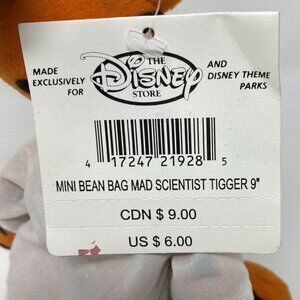 MADE EXCLUSIVELY FOR
THE
DISNEY
STORE
AND DISNEY THEME PARKS
4 17247 21928 5
MINI BEAN BAG MAD SCIENTIST TIGGER 9"
CDN $ 9.00
US $ 6.00